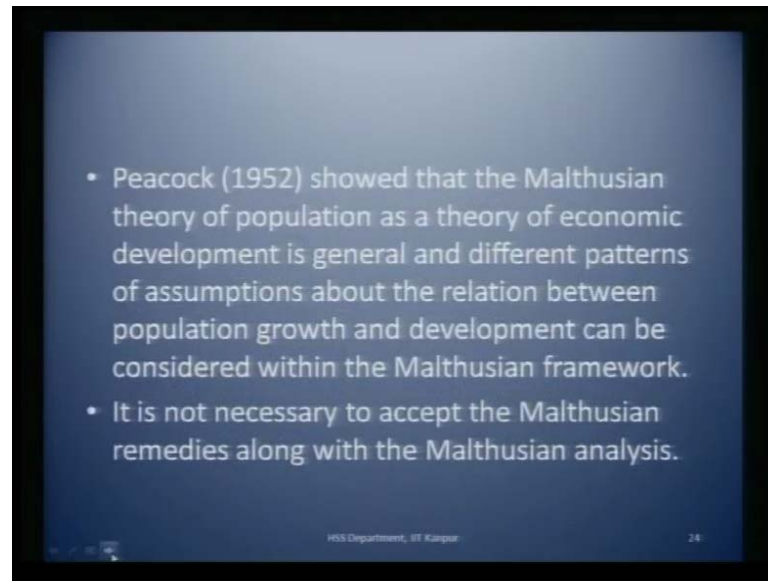 • Peacock (1952) showed that the Malthusian
theory of population as a theory of economic
development is general and different patterns
of assumptions about the relation between
population growth and development can be
considered within the Malthusian framework.
• It is not necessary to accept the Malthusian
remedies along with the Malthusian analysis.
HSS Department, IIT Kanpur
24